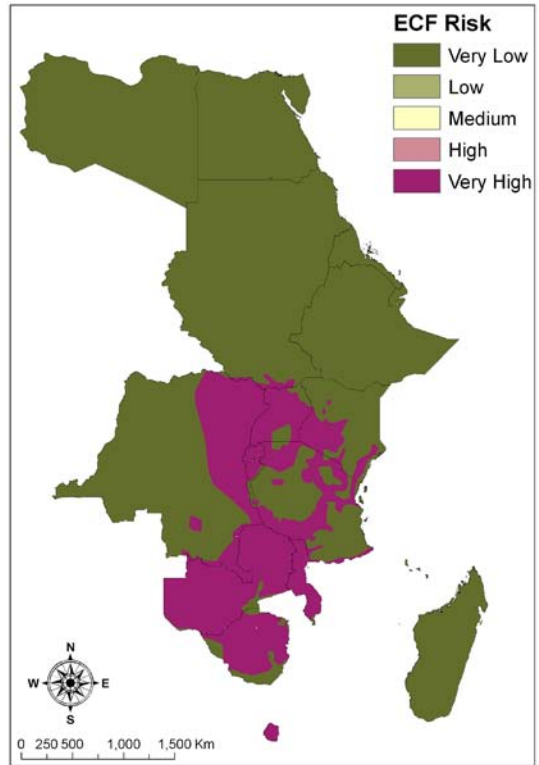 ECF Risk
Very Low
Low
Medium
High
Very High
N
W E
S
0 250 500 1,000 1,500 Km